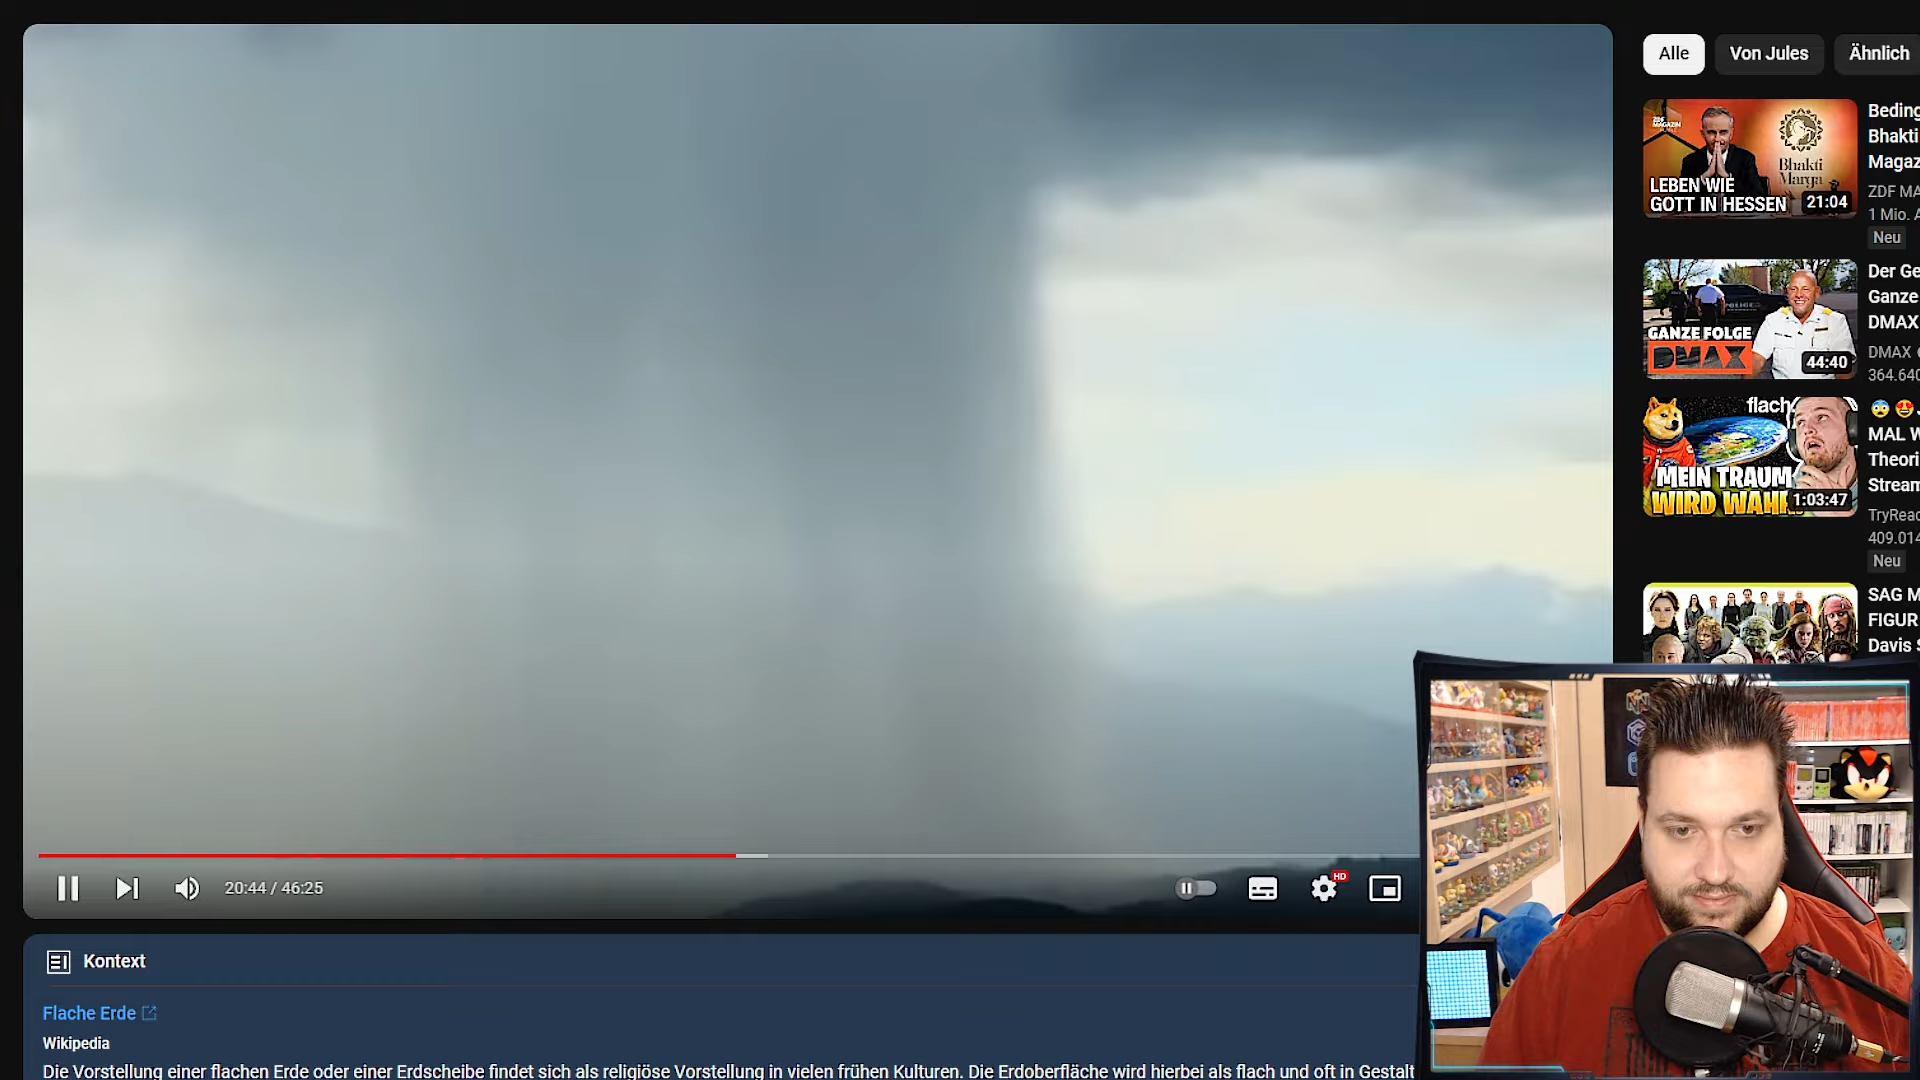 Alle
Von Jules
Ähnlich
ZDF MAGAZIN
Bhakti
Marga
LEBEN WIE
GOTT IN HESSEN
21:04
Beding
Bhakti
Magaz
ZDF MA
1 Mio. A
Neu
POLICE
GANZE FOLGE
DMAX
44:40
Der Ge
Ganze
DMAX
DMAX
364.640
flach
MEIN TRAUM
WIRD WAHR
1:03:47
MAL W
Theori
Stream
TryReac
409.014
Neu
SAG M
FIGUR
Davis S
20:44 / 46:25
HD
Kontext
Flache Erde
Wikipedia
Die Vorstellung einer flachen Erde oder einer Erdscheibe findet sich als religiöse Vorstellung in vielen frühen Kulturen. Die Erdoberfläche wird hierbei als flach und oft in Gestalt